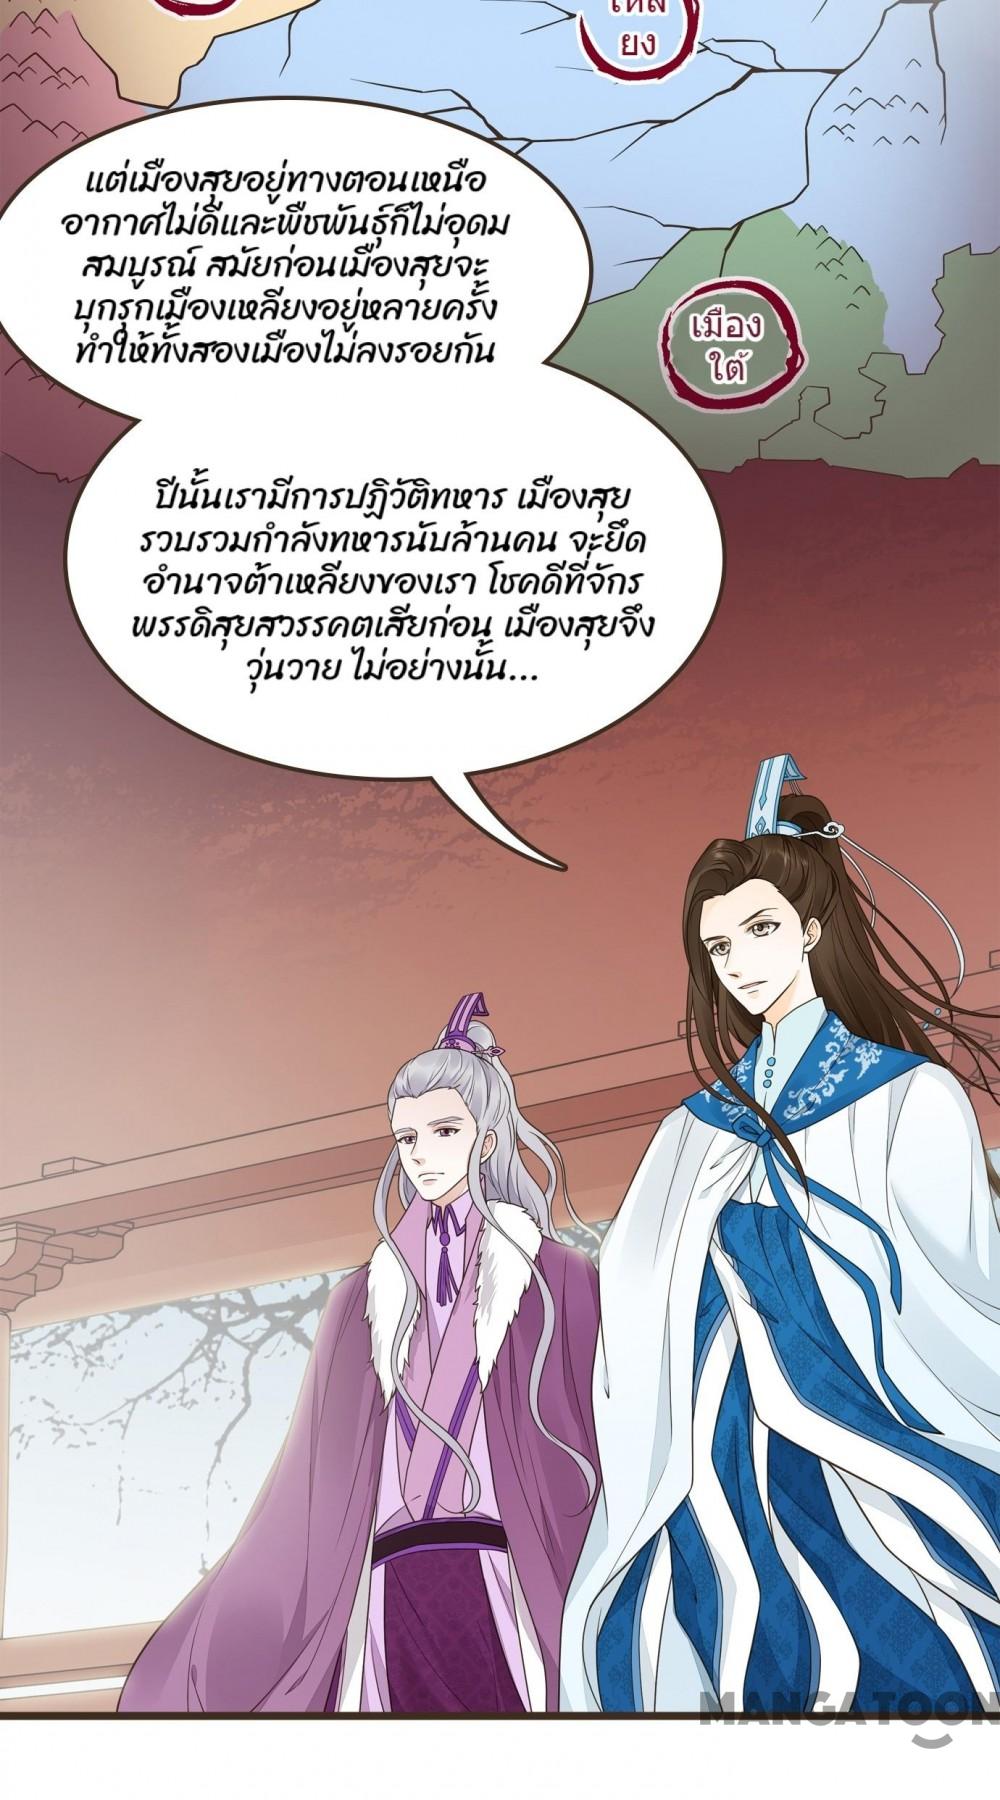 เหลี
ยง
แต่เมืองสุยอยู่ทางตอนเหนือ
อากาศไม่ดีและพืชพันธุ์ก็ไม่อุดม
สมบูรณ์ สมัยก่อนเมืองสุยจะ
บุกรุกเมืองเหลียงอยู่หลายครั้ง
ทำให้ทั้งสองเมืองไม่ลงรอยกัน
เมือง
ใต้
ปีนั้นเรามีการปฏิวัติทหาร เมืองสุย
รวบรวมกำลังทหารนับล้านคน จะยึด
อำนาจต้าเหลียงของเรา โชคดีที่จักร
พรรดิสุยสวรรคตเสียก่อน เมืองสุยจึง
วุ่นวาย ไม่อย่างนั้น...
MANGATOON